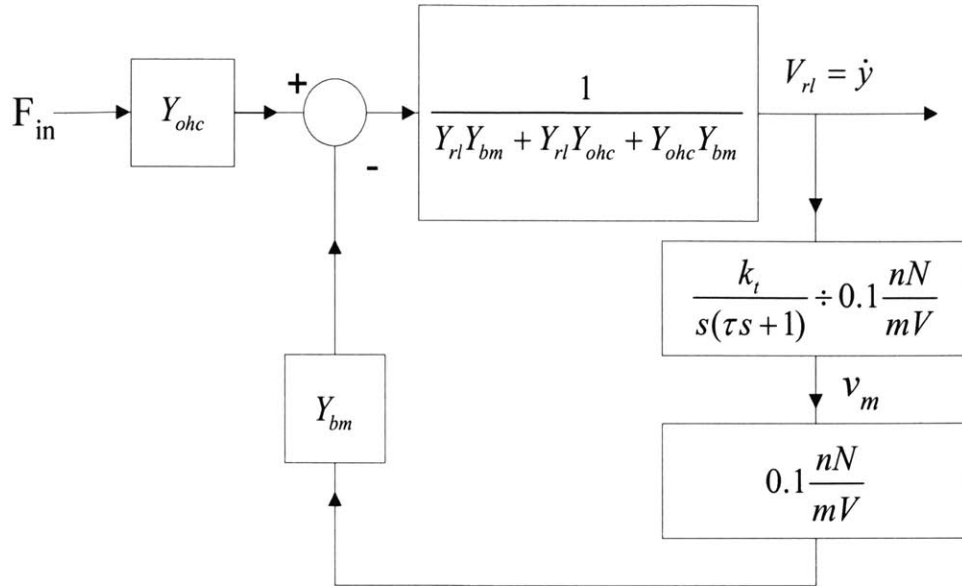 F_in
Y_ohc
+
-
1
Y_rl Y_bm + Y_rl Y_ohc + Y_ohc Y_bm
V_rl = ẏ
k_t / s(τs + 1) ÷ 0.1 nN/mV
v_m
Y_bm
0.1 nN/mV